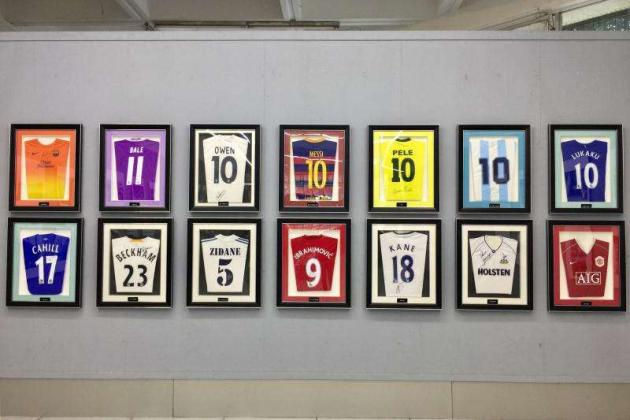 BALE
11
OWEN
10
MESSI
10
PELE
10
10
LUKAKU
10
CAHILL
17
BECKHAM
23
ZIDANE
5
IBRAHIMOVIC
9
KANE
18
HOLSTEN
AIG